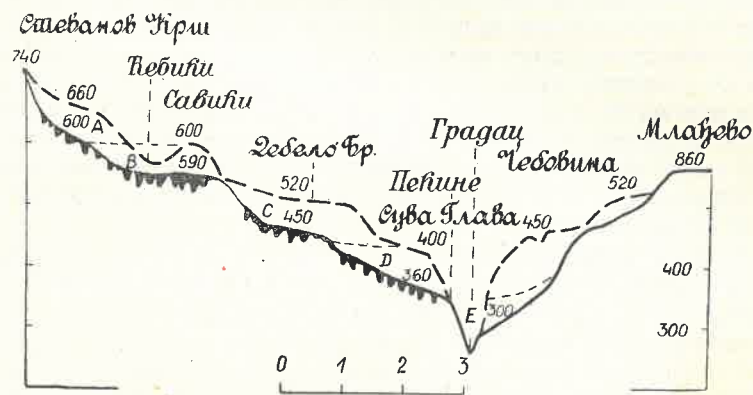 Стеванов Крш
740
Ћебићи
660
Савићи
600 A
600
Градац
Млађево
B
590
Дебело Бр.
Чебовина
860
Пећине
520
520
Сува Глава
C 450
400
450
D
360
400
E
300
300
0 1 2 3